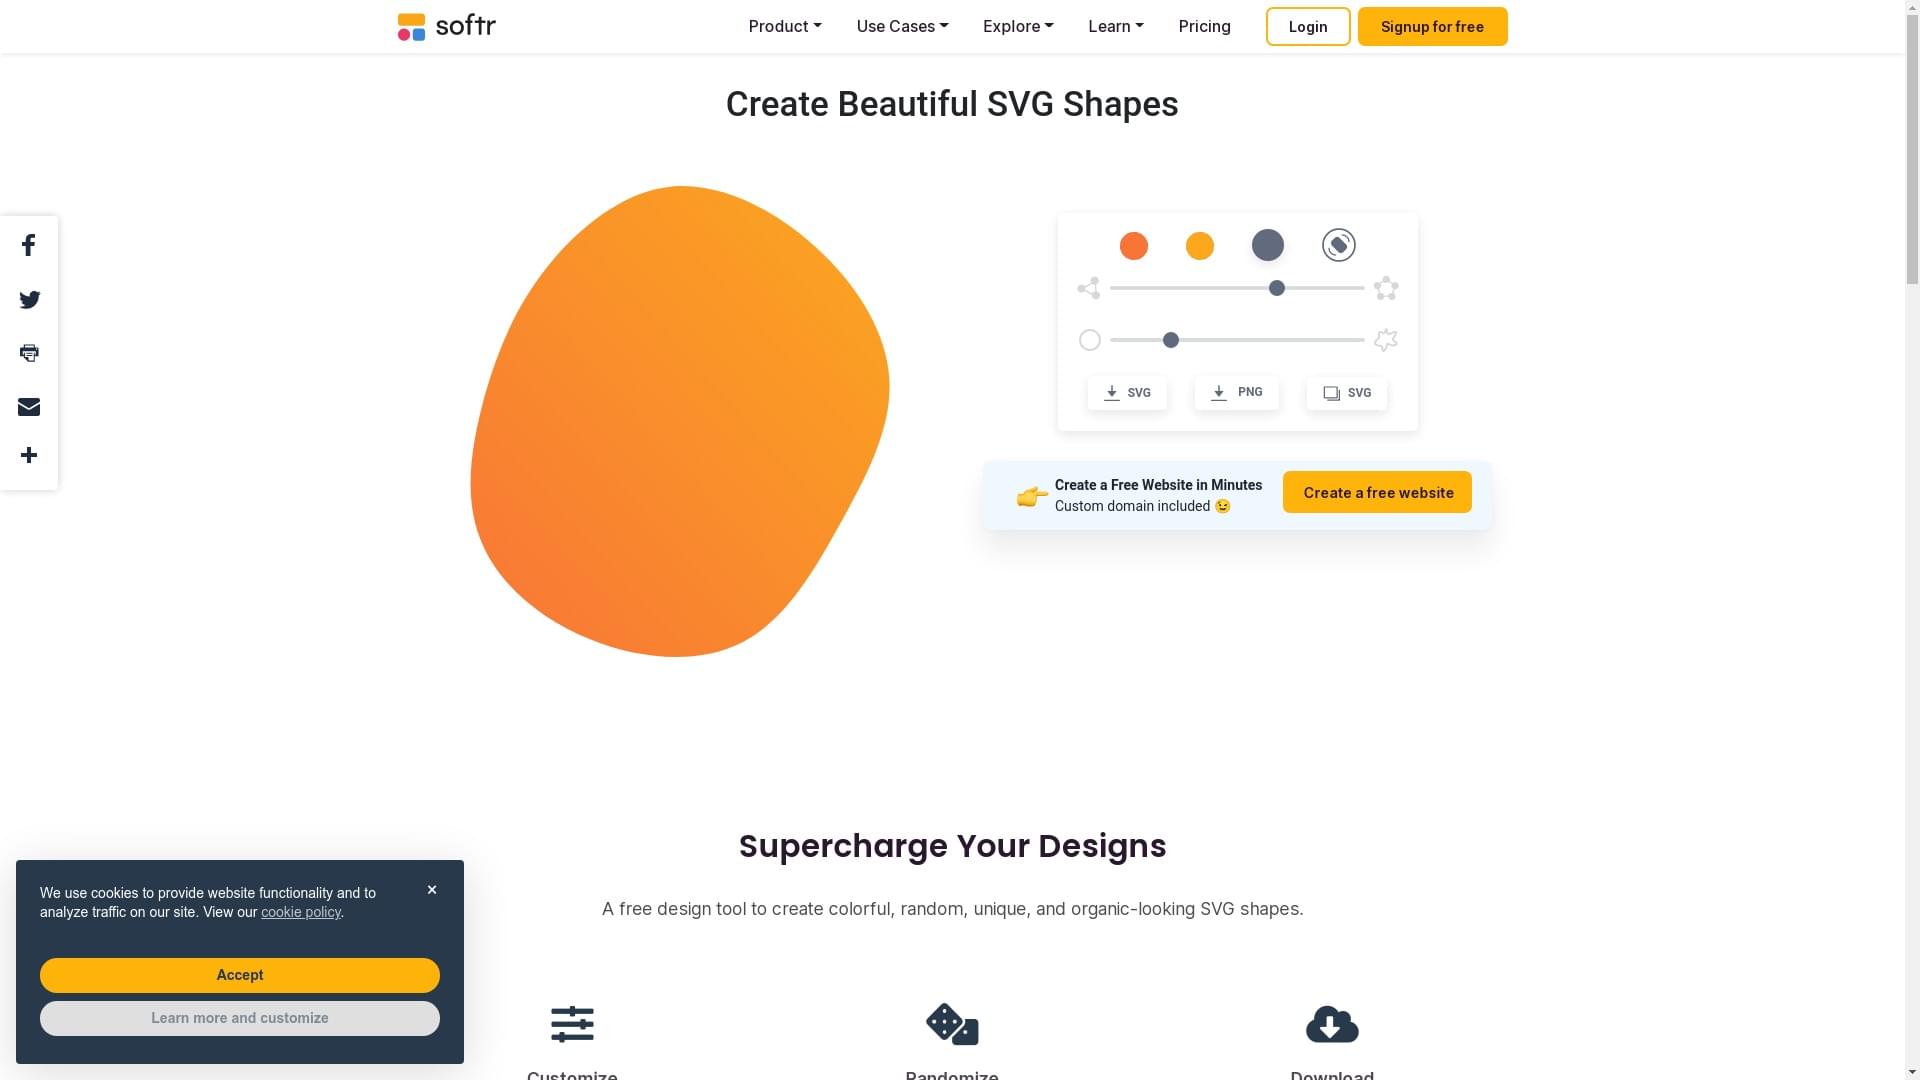 softr
Product
Use Cases
Explore
Learn
Pricing
Login
Signup for free
Create Beautiful SVG Shapes
SVG
PNG
SVG
Create a Free Website in Minutes
Custom domain included 😉
Create a free website
Supercharge Your Designs
A free design tool to create colorful, random, unique, and organic-looking SVG shapes.
We use cookies to provide website functionality and to
analyze traffic on our site. View our cookie policy.
×
Accept
Learn more and customize
Customize
Randomize
Download